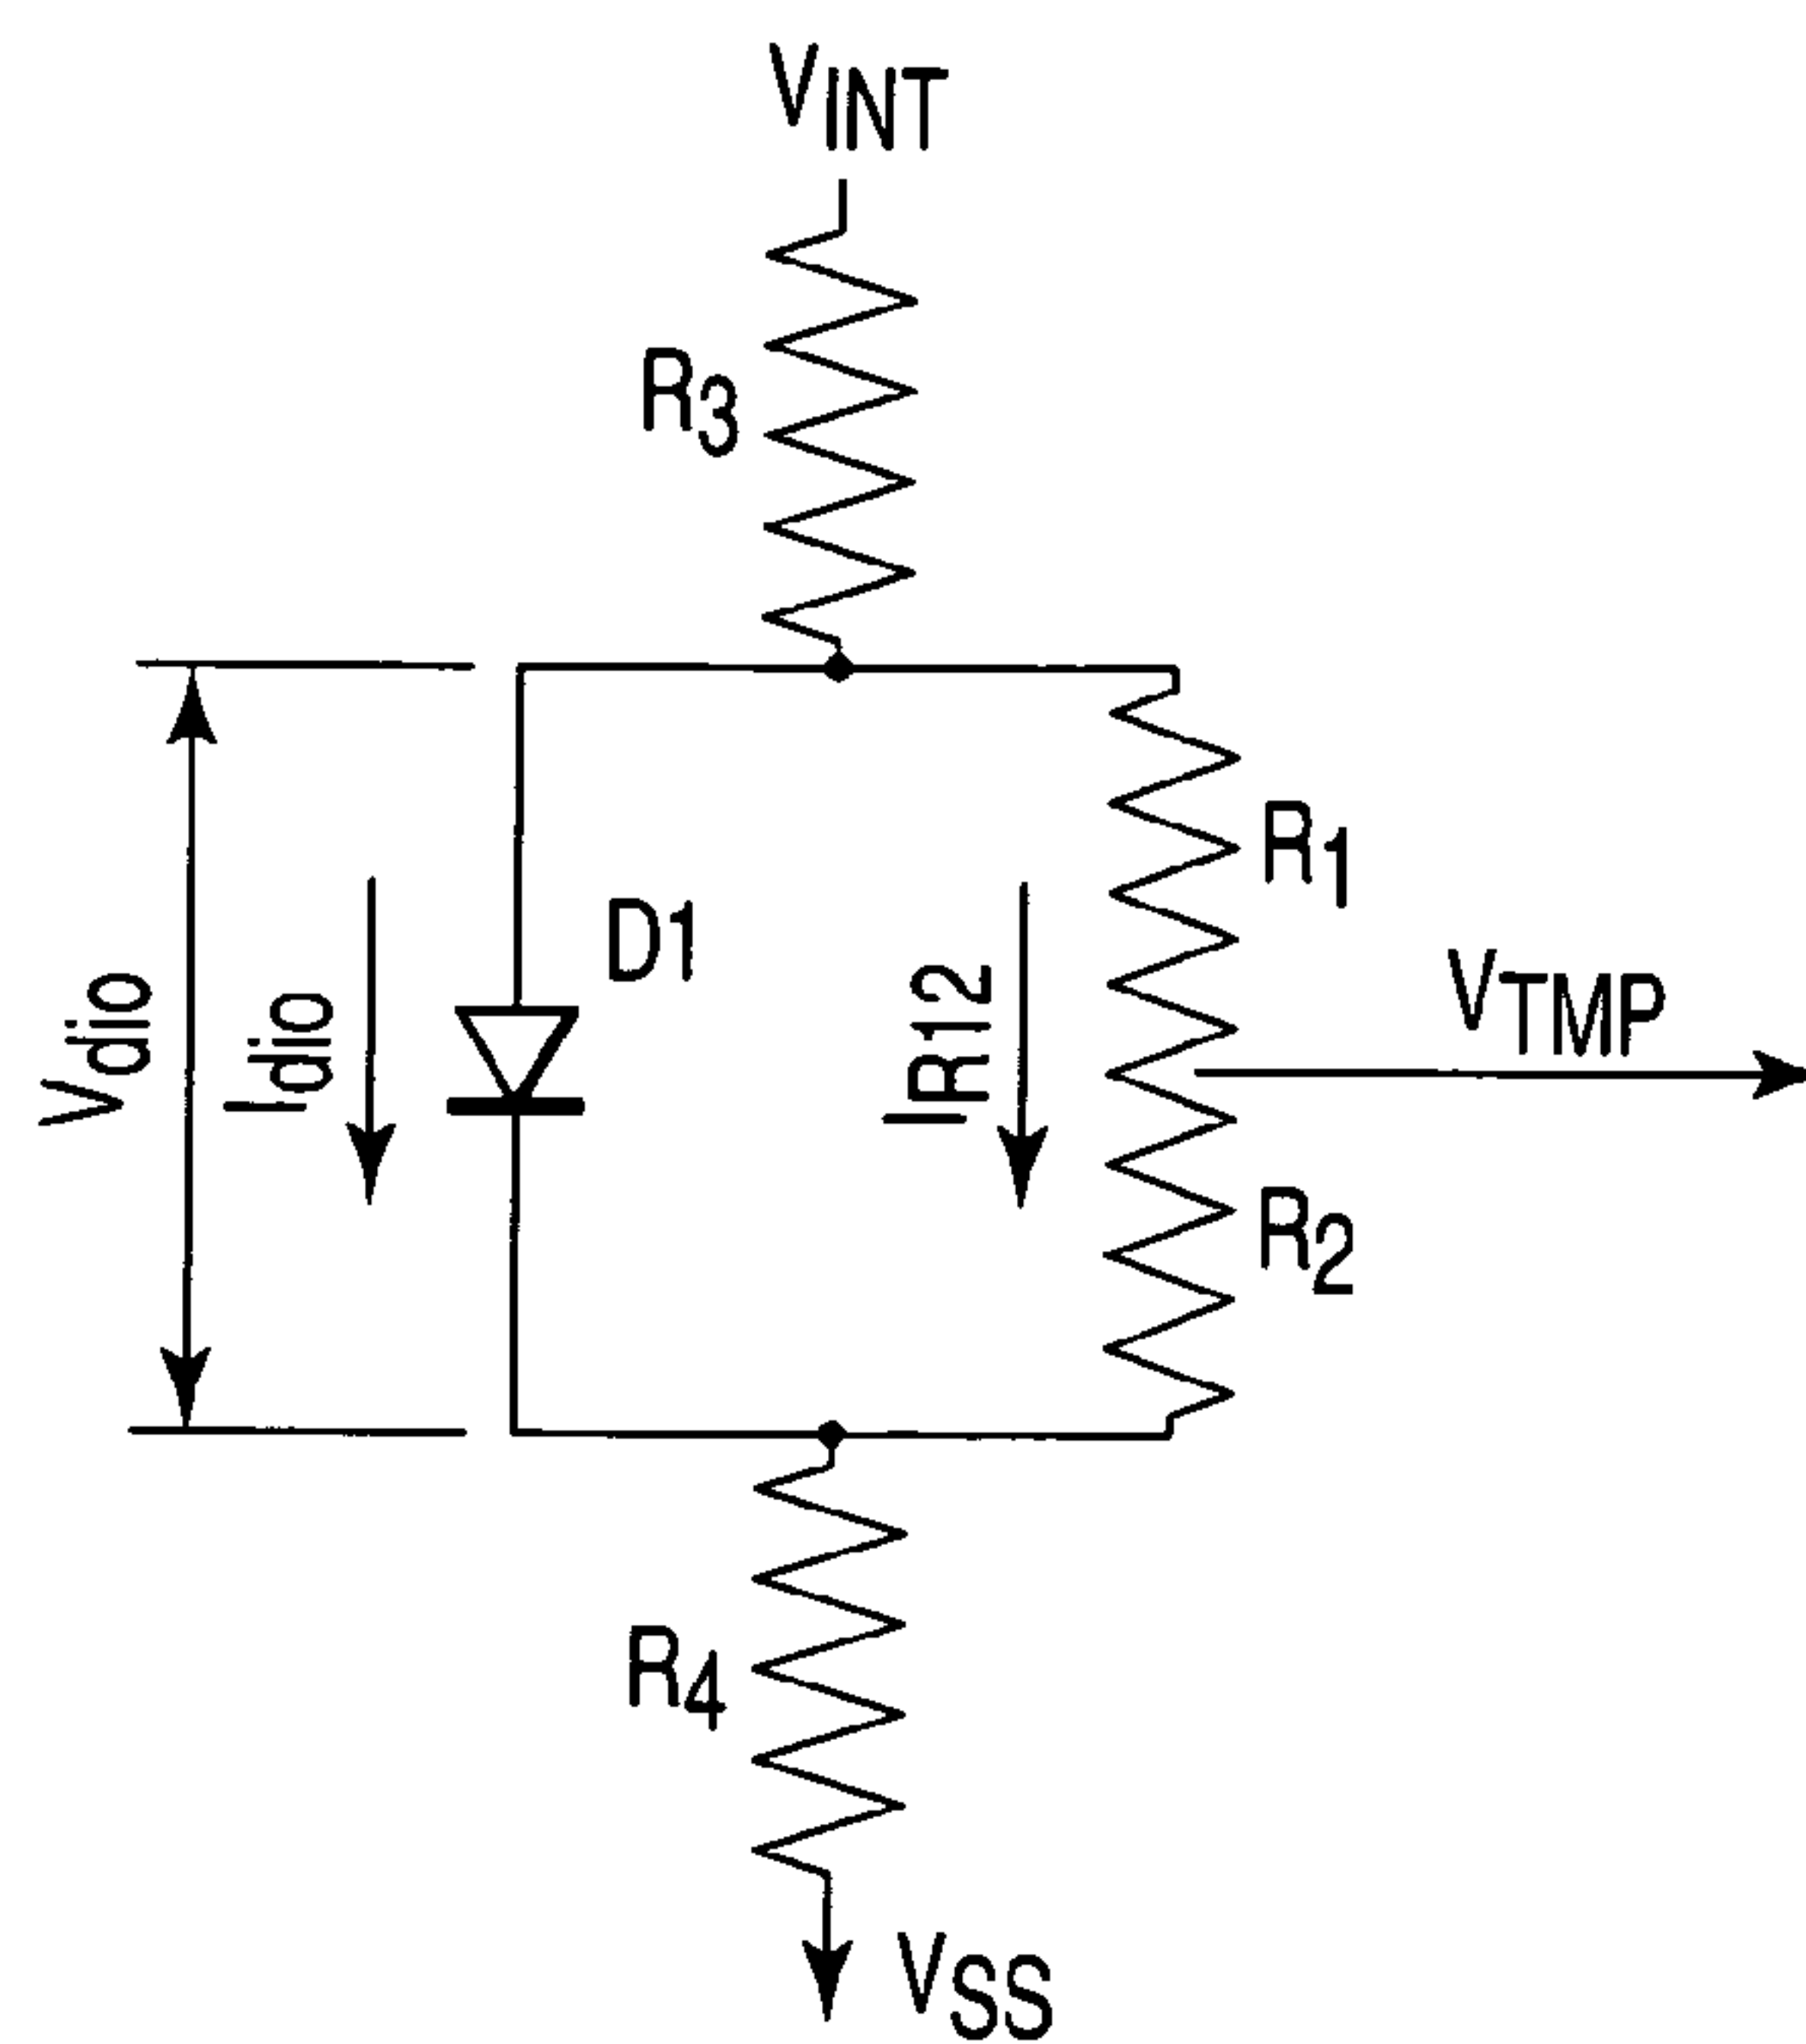 VINT
R3
R1
D1
VTMP
Vdio
Idio
IR12
R2
R4
VSS